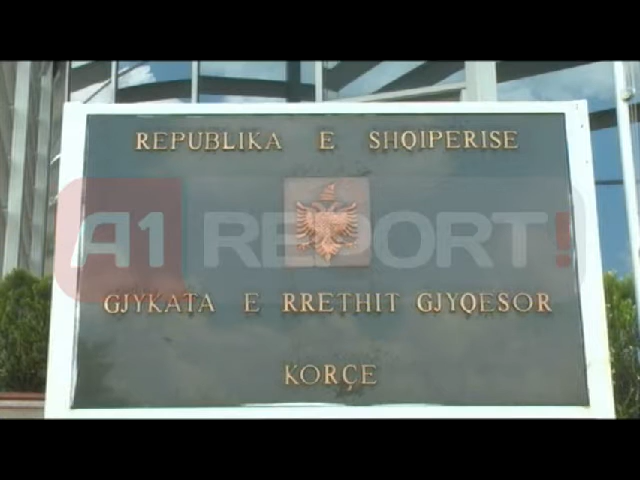 REPUBLIKA E SHQIPERISE
A1 REPORT!
GJYKATA E RRETHIT GJYQESOR
KORÇE